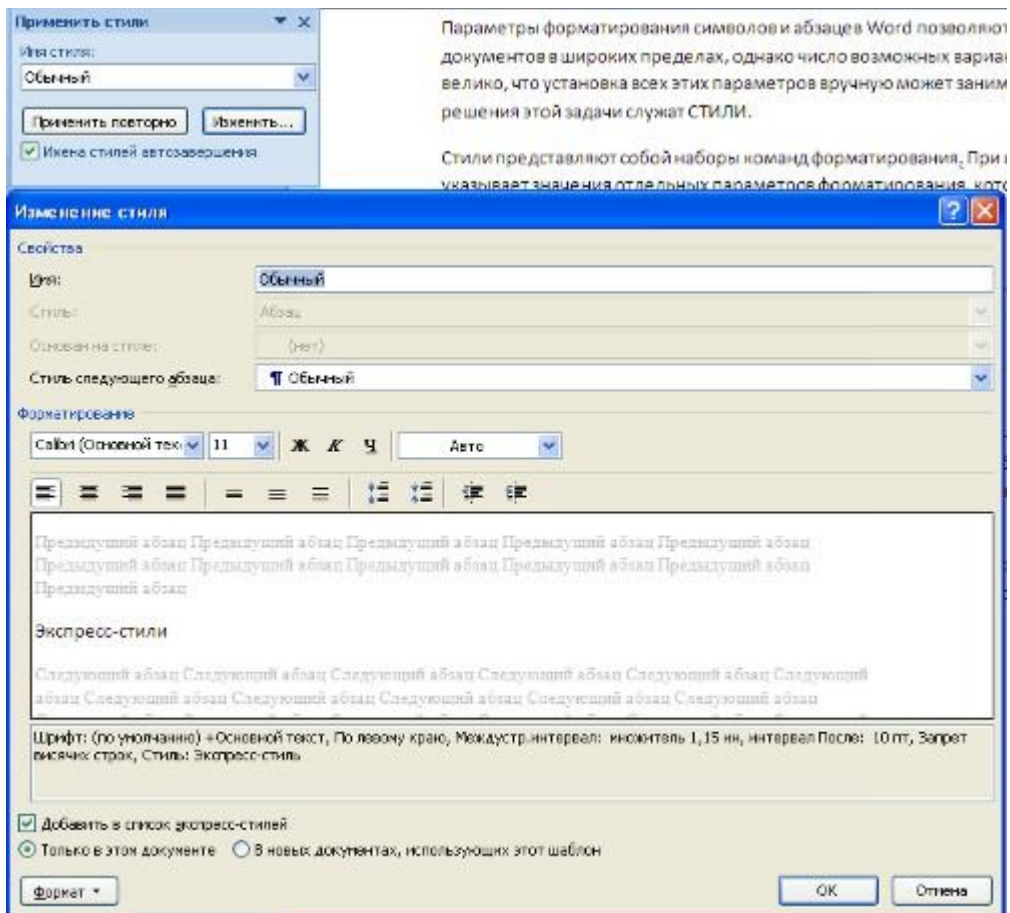 Применить стили
Имя стиля:
Обычный
Применить повторно
Изменить...
Имена стилей автозавершения
Параметры форматирования символов и абзацев Word позволяют
документов в широких пределах, однако число возможных вариа
велико, что установка всех этих параметров вручную может заним
решения этой задачи служат СТИЛИ.
Стили представляют собой наборы команд форматирования. При
указывает значения отдельных параметров форматирования, кото
Изменение стиля
Свойства
Имя:
Обычный
Стиль:
Абзац
Основан на стиле:
(нет)
Стиль следующего абзаца:
¶ Обычный
Форматирование
Calibri (Основной тек
11
Ж К Ч
Авто
Предыдущий абзац Предыдущий абзац Предыдущий абзац Предыдущий абзац Предыдущий абзац
Предыдущий абзац Предыдущий абзац Предыдущий абзац Предыдущий абзац Предыдущий абзац
Предыдущий абзац
Экспресс-стили
Следующий абзац Следующий абзац Следующий абзац Следующий абзац Следующий
абзац Следующий абзац Следующий абзац Следующий абзац Следующий абзац
Шрифт: (по умолчанию) +Основной текст, По левому краю, Междустр.интервал: множитель 1,15 ин, интервал После: 10 пт, Запрет
висячих строк, Стиль: Экспресс-стиль
Добавить в список экспресс-стилей
Только в этом документе
В новых документах, использующих этот шаблон
Формат
ОК
Отмена